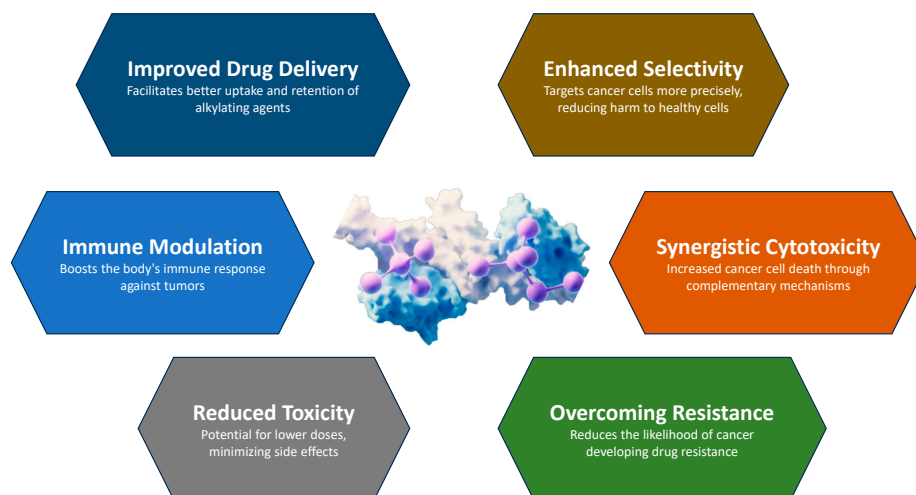 Improved Drug Delivery
Facilitates better uptake and retention of
alkylating agents
Enhanced Selectivity
Targets cancer cells more precisely,
reducing harm to healthy cells
Immune Modulation
Boosts the body's immune response
against tumors
Synergistic Cytotoxicity
Increased cancer cell death through
complementary mechanisms
Reduced Toxicity
Potential for lower doses,
minimizing side effects
Overcoming Resistance
Reduces the likelihood of cancer
developing drug resistance